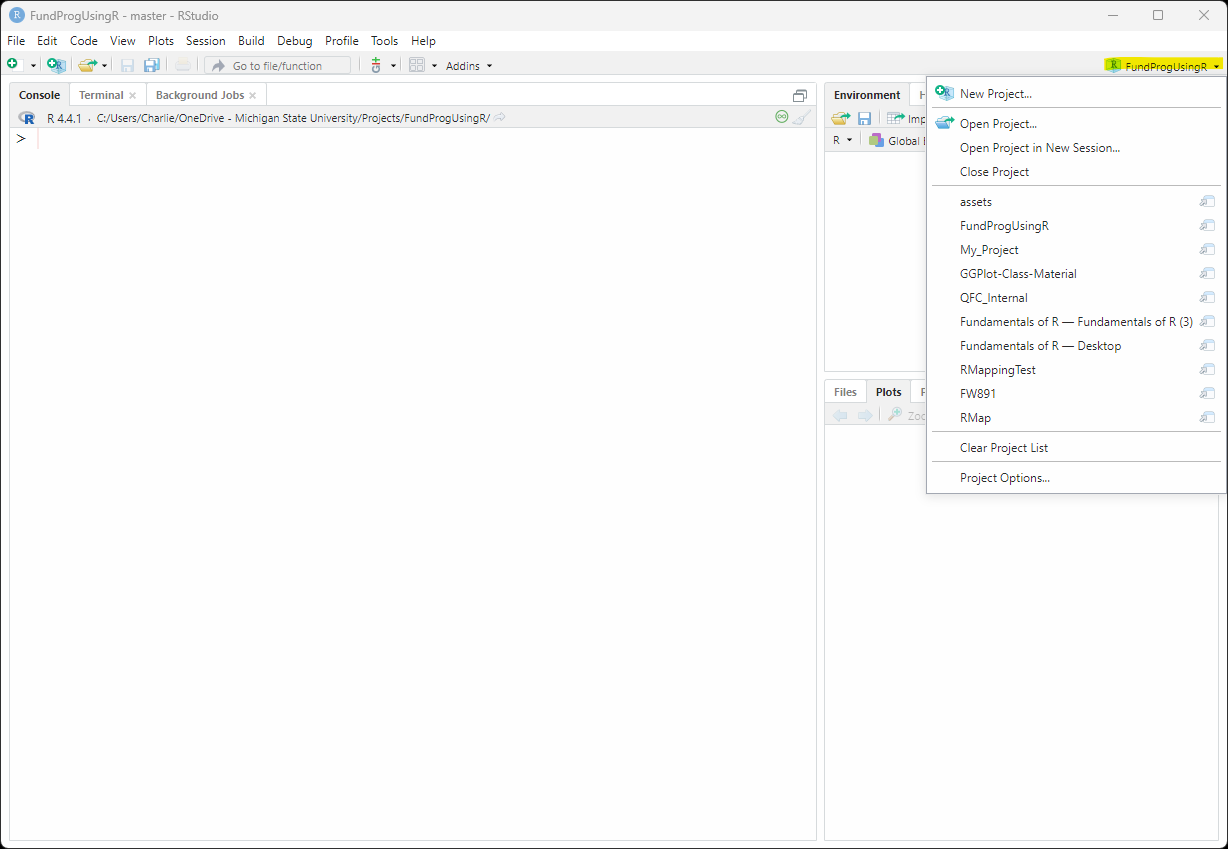 FundProgUsingR - master - RStudio
File Edit Code View Plots Session Build Debug Profile Tools Help
Go to file/function Addins FundProgUsingR
Console Terminal Background Jobs
R 4.4.1 · C:/Users/Charlie/OneDrive - Michigan State University/Projects/FundProgUsingR/
>
Environment H
Imp
R Global
Files Plots
Zoo
New Project...
Open Project...
Open Project in New Session...
Close Project
assets
FundProgUsingR
My_Project
GGPlot-Class-Material
QFC_Internal
Fundamentals of R — Fundamentals of R (3)
Fundamentals of R — Desktop
RMappingTest
FW891
RMap
Clear Project List
Project Options...